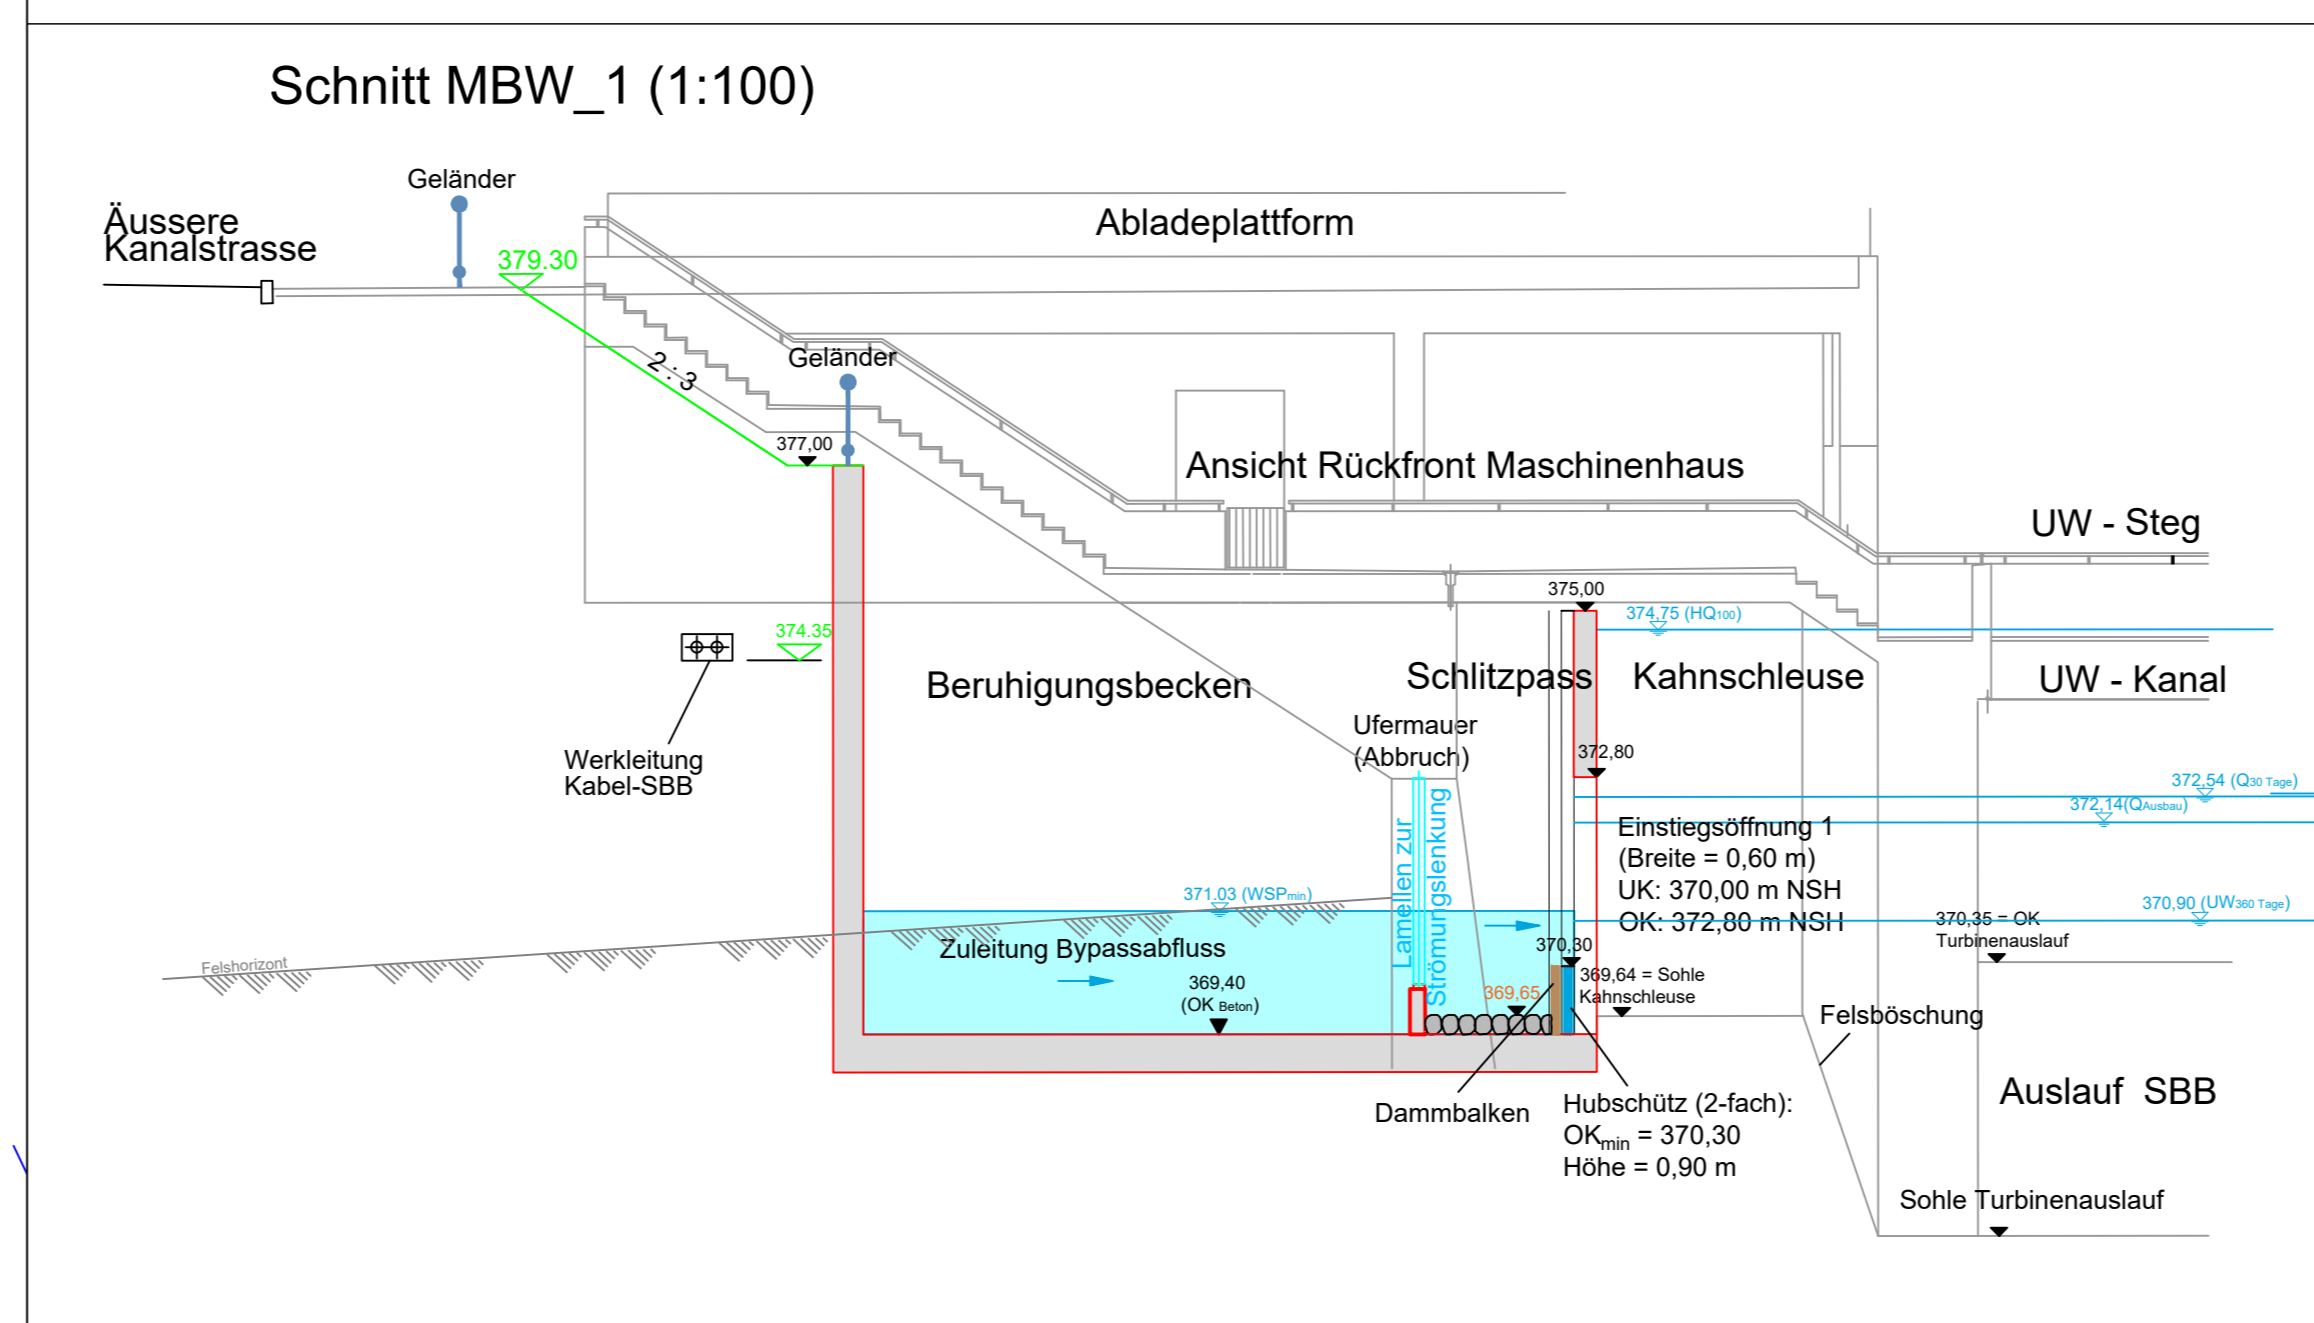 Schnitt MBW_1 (1:100)
Geländer
Äussere
Kanalstrasse
Abladeplattform
379.30
2 : 3
Geländer
377,00
Ansicht Rückfront Maschinenhaus
UW - Steg
375,00
374,75 (HQ100)
374.35
Beruhigungsbecken
Schlitzpass
Kahnschleuse
UW - Kanal
Ufermauer
(Abbruch)
Werkleitung
Kabel-SBB
372,80
372,54 (Q30 Tage)
372,14(QAusbau)
Lamellen zur
Strömungslenkung
Einstiegsöffnung 1
(Breite = 0,60 m)
UK: 370,00 m NSH
OK: 372,80 m NSH
371.03 (WSPmin)
370,90 (UW360 Tage)
370,35 = OK
Turbinenauslauf
Felshorizont
Zuleitung Bypassabfluss
370,30
369,40
(OK Beton)
369,65
369,64 = Sohle
Kahnschleuse
Felsböschung
Auslauf SBB
Dammbalken
Hubschütz (2-fach):
OKmin = 370,30
Höhe = 0,90 m
Sohle Turbinenauslauf